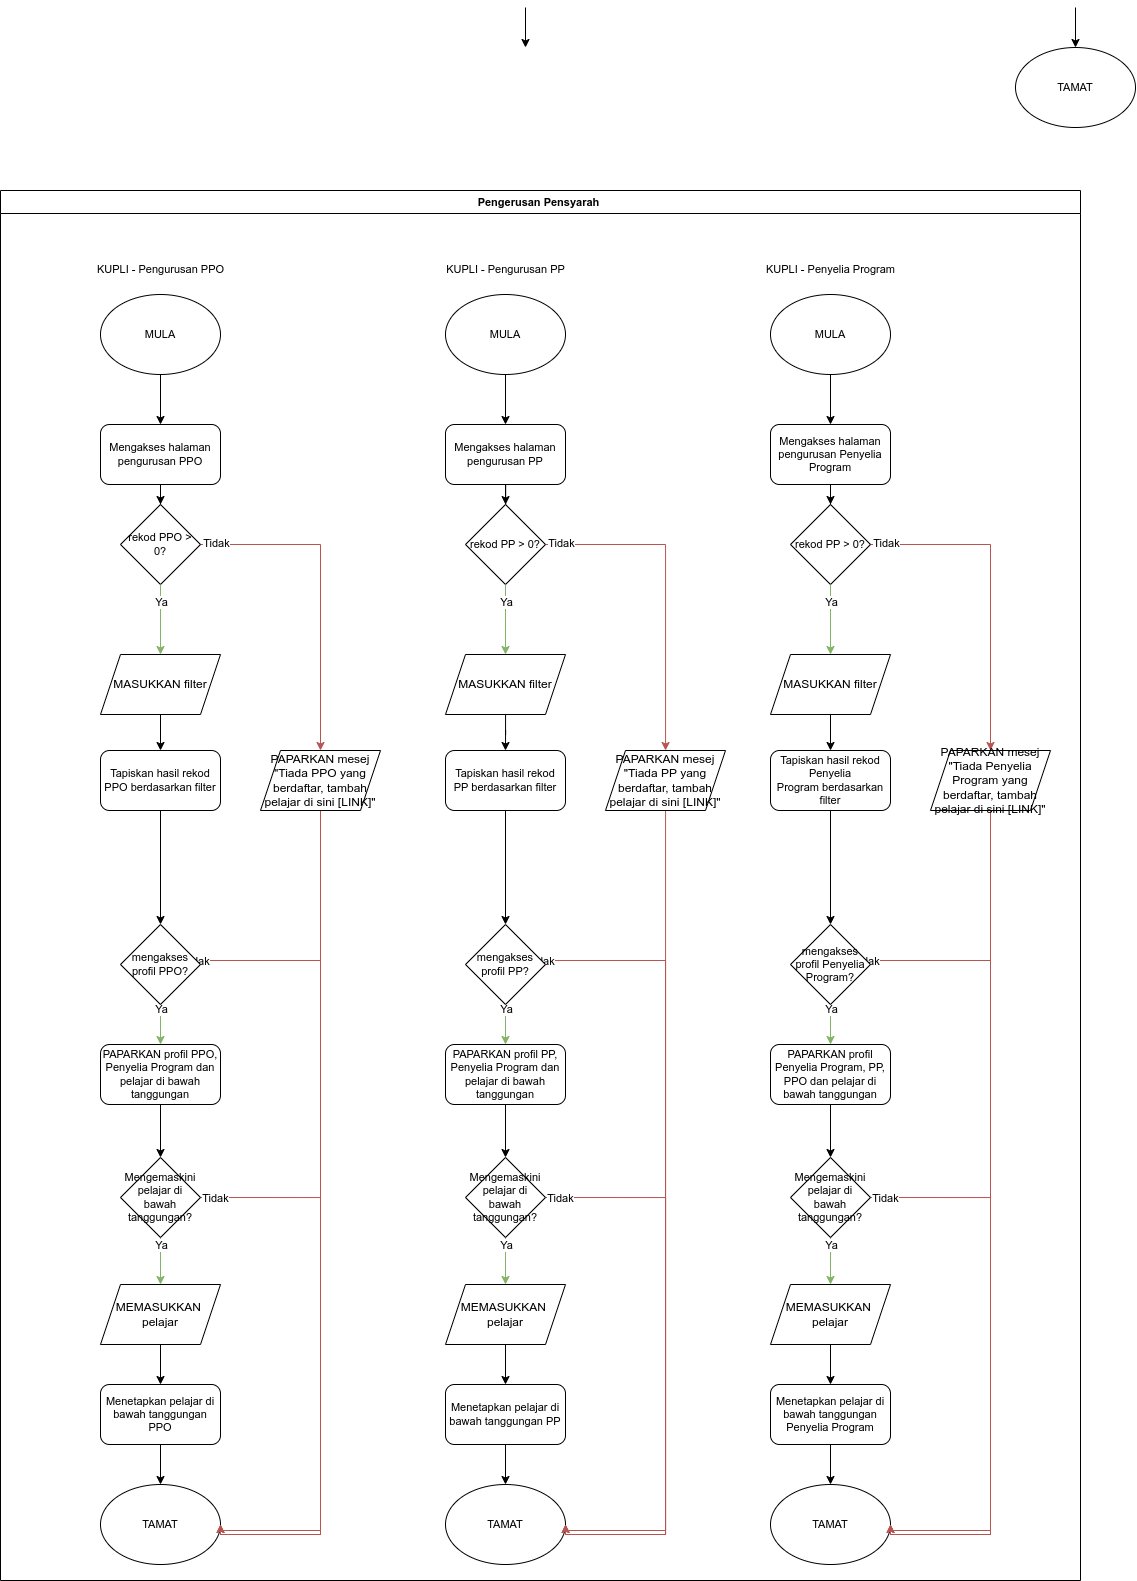 TAMAT
Pengerusan Pensyarah
KUPLI - Pengurusan PPO
MULA
Mengakses halaman
pengurusan PPO
rekod PPO >
0?
Tidak
Ya
MASUKKAN filter
Tapiskan hasil rekod
PPO berdasarkan filter
PAPARKAN mesej
"Tiada PPO yang
berdaftar, tambah
pelajar di sini [LINK]"
mengakses
profil PPO?
Ya
PAPARKAN profil PPO,
Penyelia Program dan
pelajar di bawah
tanggungan
Mengemaskini
pelajar di
bawah
tanggungan?
Tidak
Ya
MEMASUKKAN
pelajar
Menetapkan pelajar di
bawah tanggungan
PPO
TAMAT
KUPLI - Pengurusan PP
MULA
Mengakses halaman
pengurusan PP
rekod PP > 0?
Tidak
Ya
MASUKKAN filter
Tapiskan hasil rekod
PP berdasarkan filter
PAPARKAN mesej
"Tiada PP yang
berdaftar, tambah
pelajar di sini [LINK]"
mengakses
profil PP?
Ya
PAPARKAN profil PP,
Penyelia Program dan
pelajar di bawah
tanggungan
Mengemaskini
pelajar di
bawah
tanggungan?
Tidak
Ya
MEMASUKKAN
pelajar
Menetapkan pelajar di
bawah tanggungan PP
TAMAT
KUPLI - Penyelia Program
MULA
Mengakses halaman
pengurusan Penyelia
Program
rekod PP > 0?
Tidak
Ya
MASUKKAN filter
Tapiskan hasil rekod
Penyelia
Program berdasarkan
filter
PAPARKAN mesej
"Tiada Penyelia
Program yang
berdaftar, tambah
pelajar di sini [LINK]"
mengakses
profil Penyelia
Program?
Ya
PAPARKAN profil
Penyelia Program, PP,
PPO dan pelajar di
bawah tanggungan
Mengemaskini
pelajar di
bawah
tanggungan?
Tidak
Ya
MEMASUKKAN
pelajar
Menetapkan pelajar di
bawah tanggungan
Penyelia Program
TAMAT